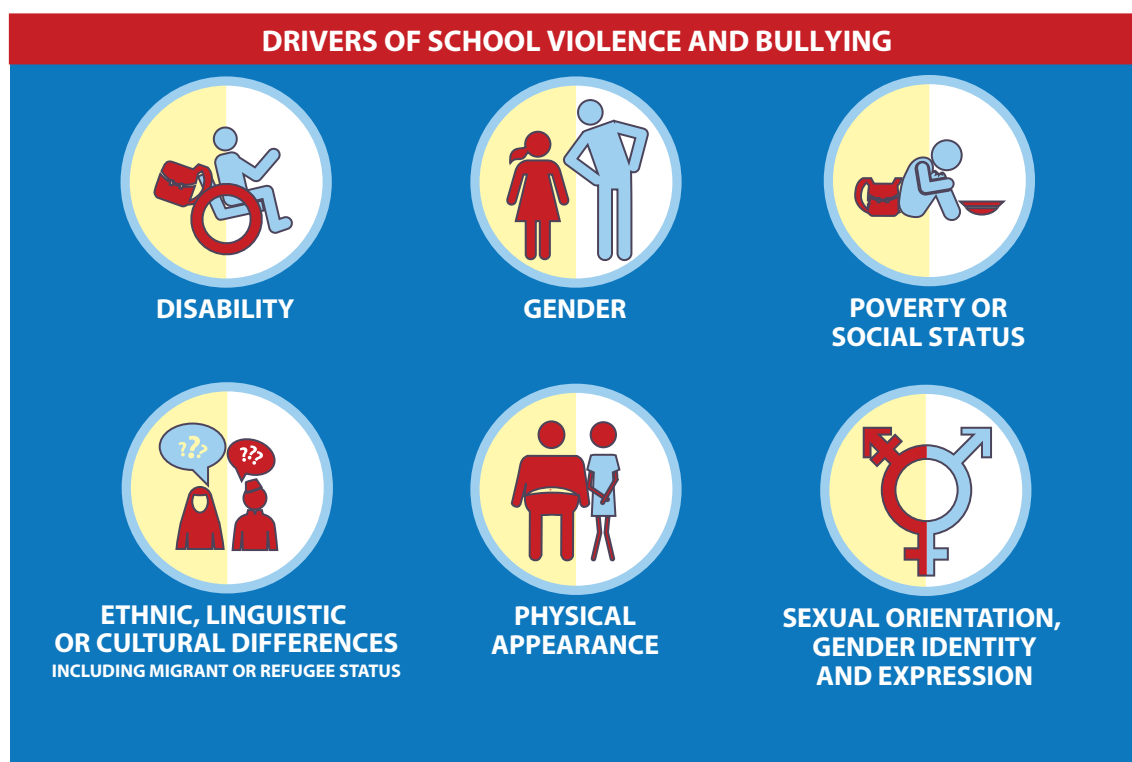 DRIVERS OF SCHOOL VIOLENCE AND BULLYING
DISABILITY
GENDER
POVERTY OR
SOCIAL STATUS
???
???
ETHNIC, LINGUISTIC
OR CULTURAL DIFFERENCES
INCLUDING MIGRANT OR REFUGEE STATUS
PHYSICAL
APPEARANCE
SEXUAL ORIENTATION,
GENDER IDENTITY
AND EXPRESSION